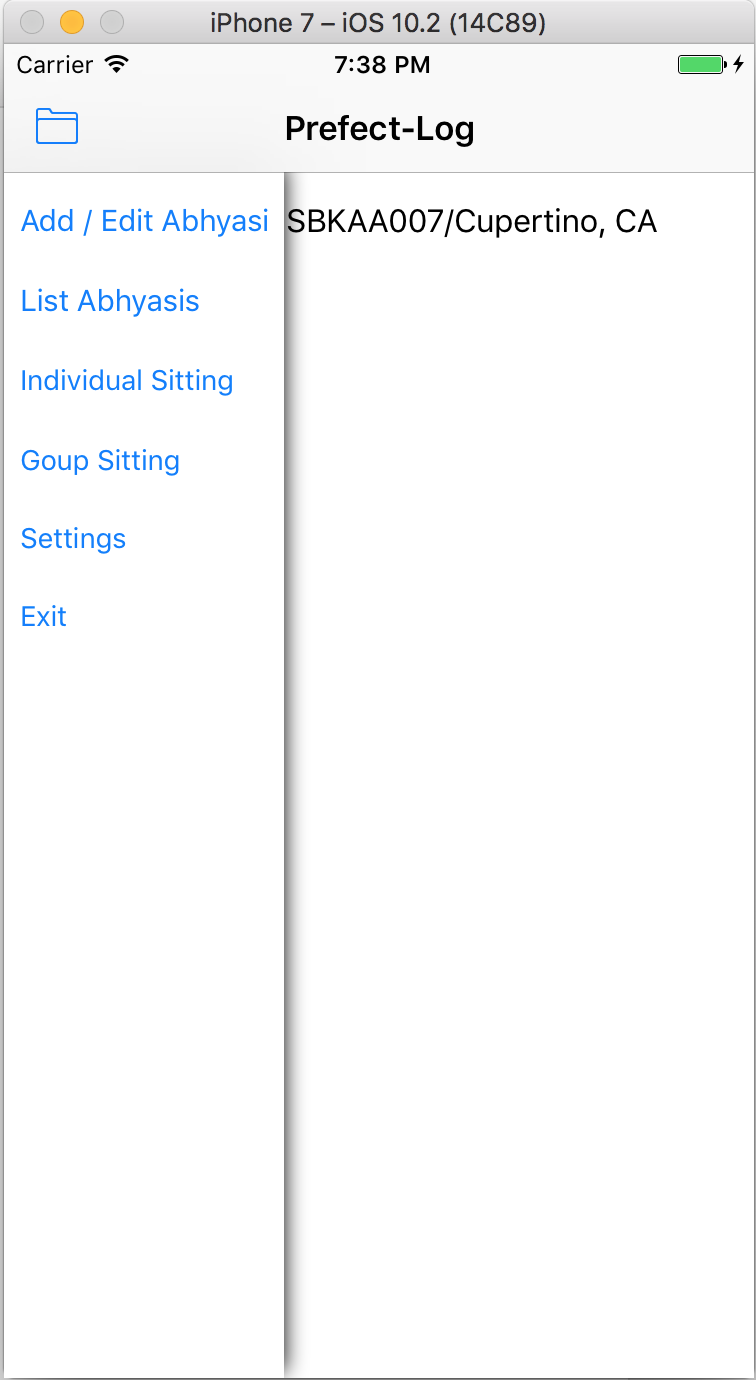 iPhone 7 – iOS 10.2 (14C89)
Carrier 7:38 PM
Prefect-Log
Add / Edit Abhyasi SBKAA007/Cupertino, CA
List Abhyasis
Individual Sitting
Goup Sitting
Settings
Exit